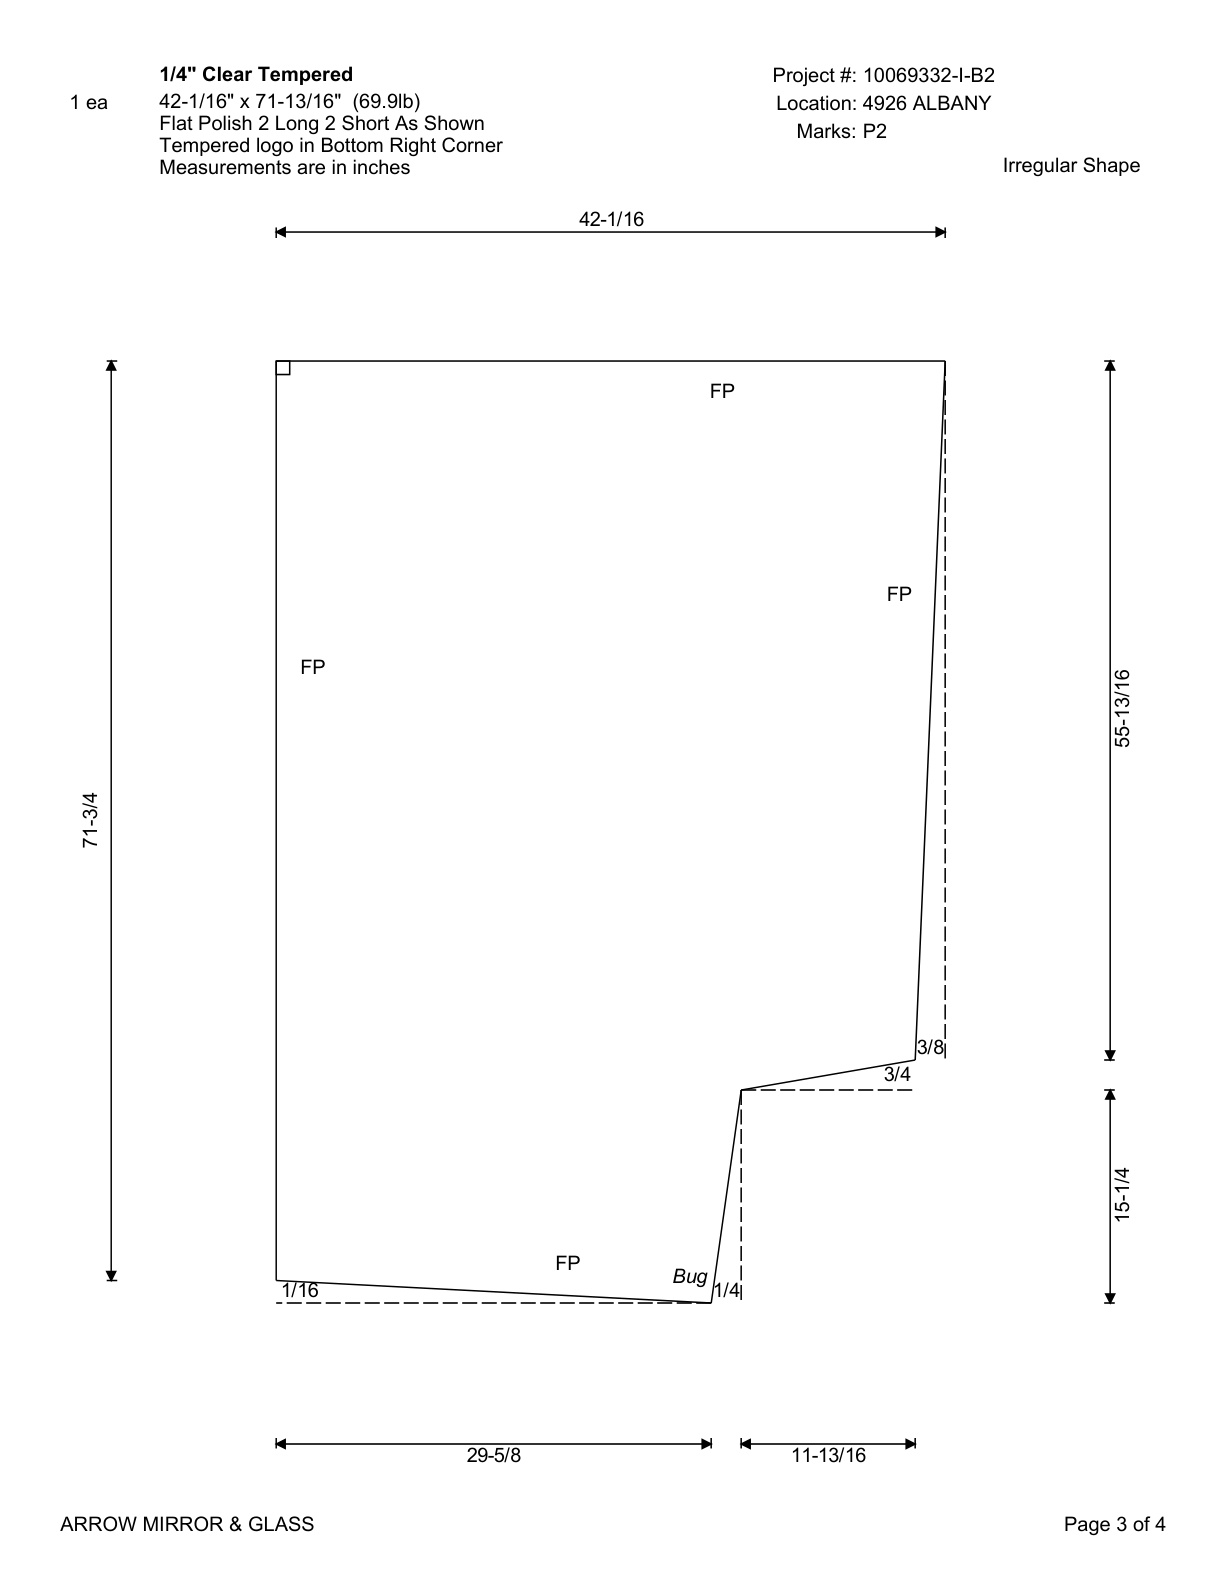 1/4" Clear Tempered
1 ea
42-1/16" x 71-13/16" (69.9lb)
Flat Polish 2 Long 2 Short As Shown
Tempered logo in Bottom Right Corner
Measurements are in inches
Project #: 10069332-I-B2
Location: 4926 ALBANY
Marks: P2
Irregular Shape
42-1/16
FP
FP
FP
55-13/16
71-3/4
3/8
3/4
15-1/4
FP
Bug
1/16
1/4
29-5/8
11-13/16
ARROW MIRROR & GLASS
Page 3 of 4